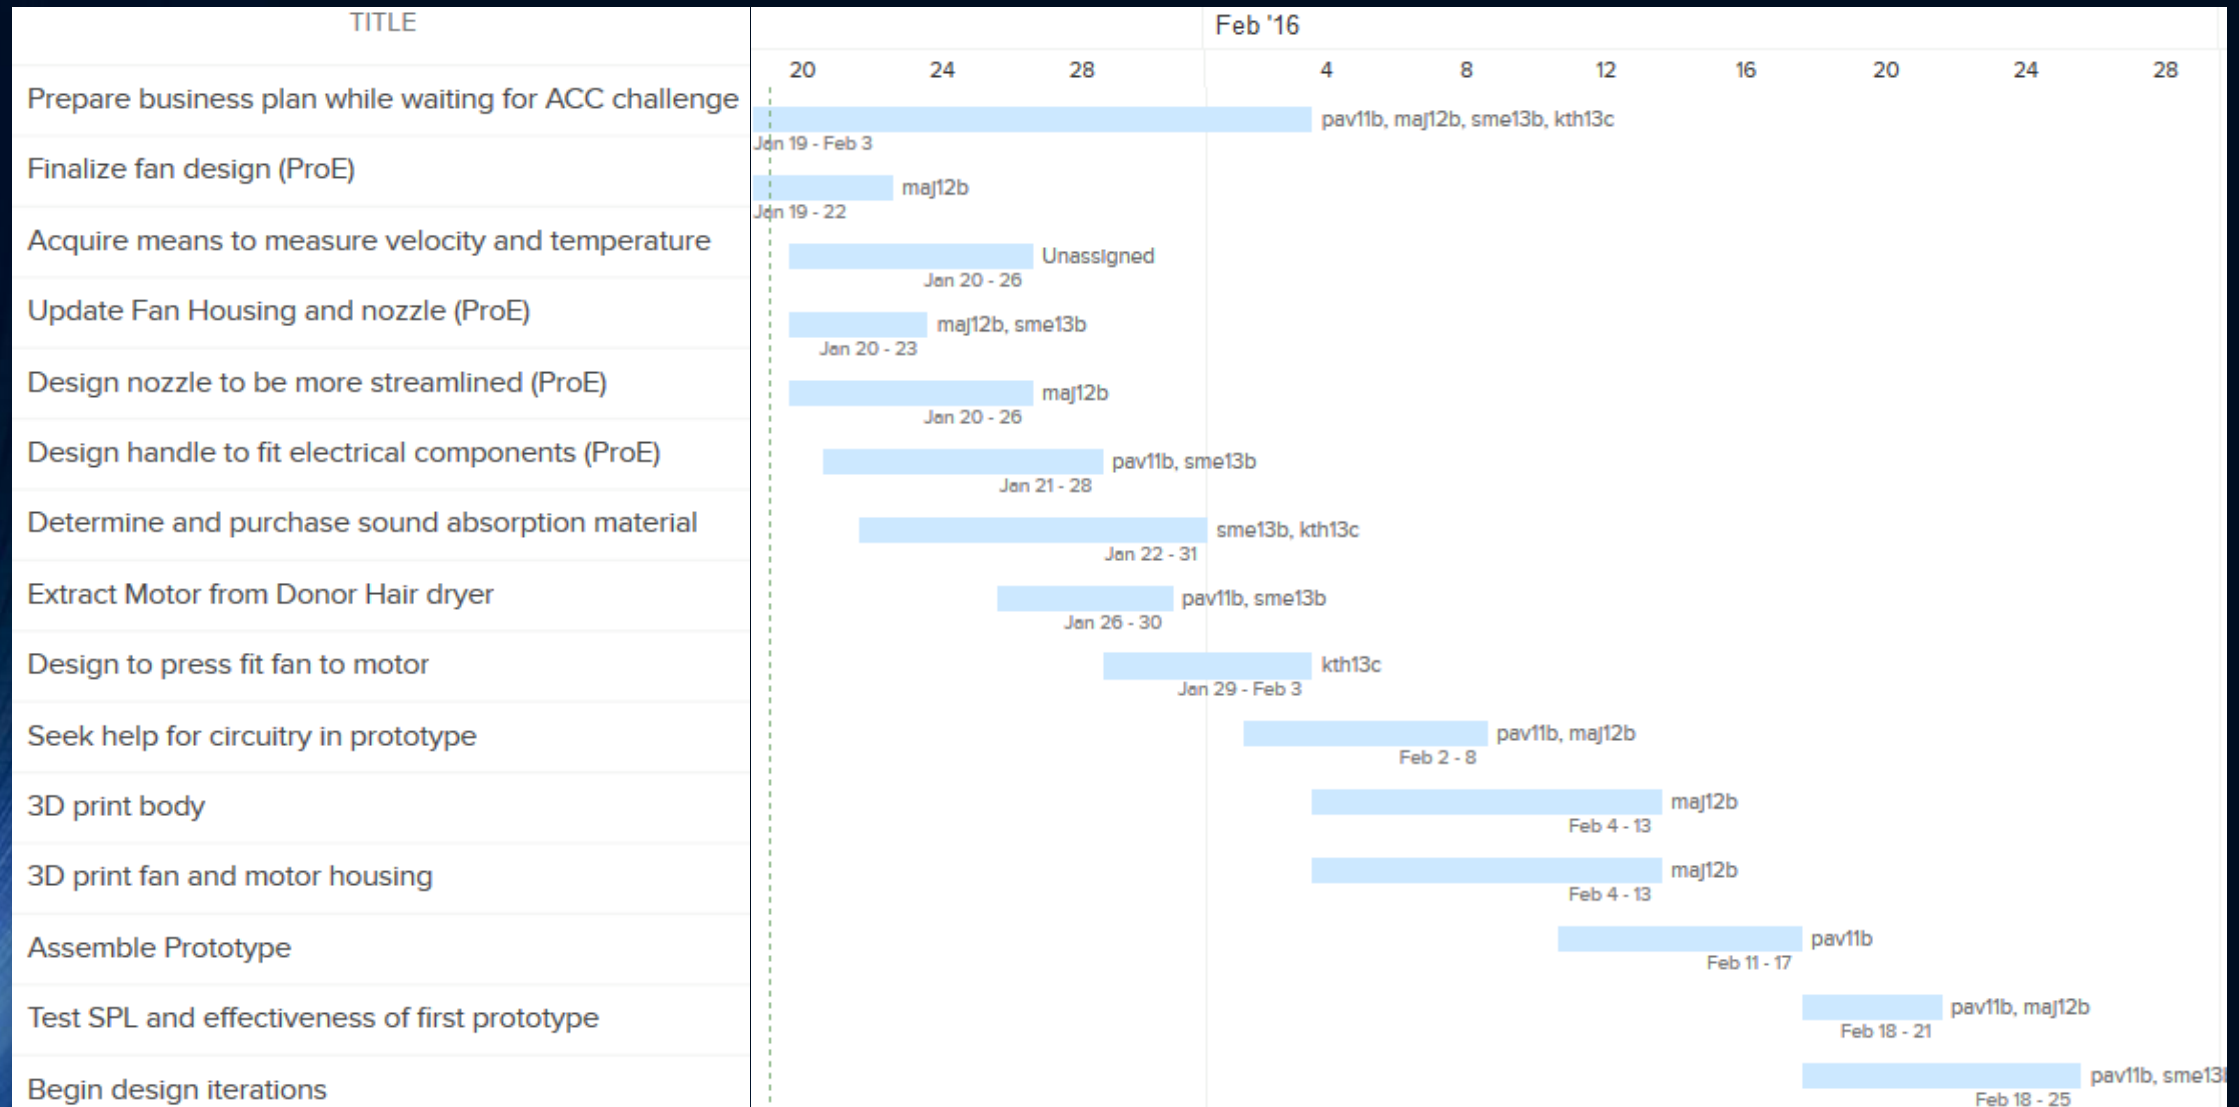 TITLE
Feb '16
20 24 28 4 8 12 16 20 24 28
Prepare business plan while waiting for ACC challenge
pav11b, maj12b, sme13b, kth13c
Jan 19 - Feb 3
Finalize fan design (ProE)
maj12b
Jan 19 - 22
Acquire means to measure velocity and temperature
Unassigned
Jan 20 - 26
Update Fan Housing and nozzle (ProE)
maj12b, sme13b
Jan 20 - 23
Design nozzle to be more streamlined (ProE)
maj12b
Jan 20 - 26
Design handle to fit electrical components (ProE)
pav11b, sme13b
Jan 21 - 28
Determine and purchase sound absorption material
sme13b, kth13c
Jan 22 - 31
Extract Motor from Donor Hair dryer
pav11b, sme13b
Jan 26 - 30
Design to press fit fan to motor
kth13c
Jan 29 - Feb 3
Seek help for circuitry in prototype
pav11b, maj12b
Feb 2 - 8
3D print body
maj12b
Feb 4 - 13
3D print fan and motor housing
maj12b
Feb 4 - 13
Assemble Prototype
pav11b
Feb 11 - 17
Test SPL and effectiveness of first prototype
pav11b, maj12b
Feb 18 - 21
Begin design iterations
pav11b,
Feb 18 - 25